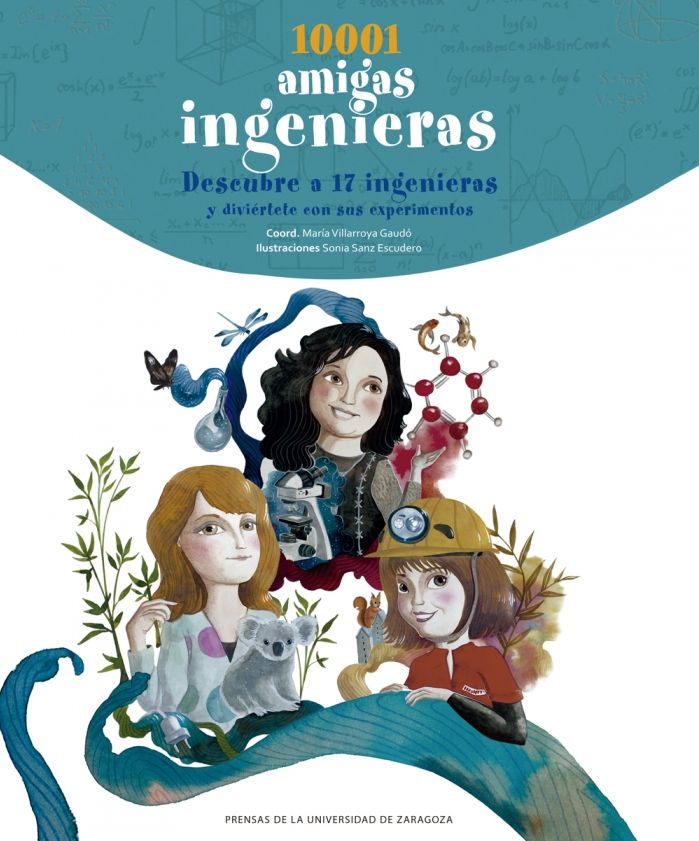 10001
amigas
ingenieras
Descubre a 17 ingenieras
y diviértete con sus experimentos
Coord. María Villarroya Gaudó
Ilustraciones Sonia Sanz Escudero
PRENSAS DE LA UNIVERSIDAD DE ZARAGOZA